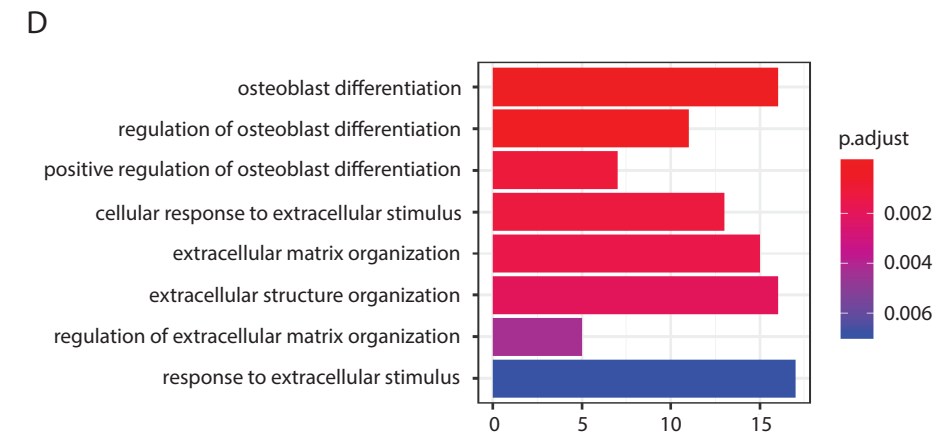 D
osteoblast differentiation
regulation of osteoblast differentiation
positive regulation of osteoblast differentiation
cellular response to extracellular stimulus
extracellular matrix organization
extracellular structure organization
regulation of extracellular matrix organization
response to extracellular stimulus
0 5 10 15
p.adjust
0.002
0.004
0.006